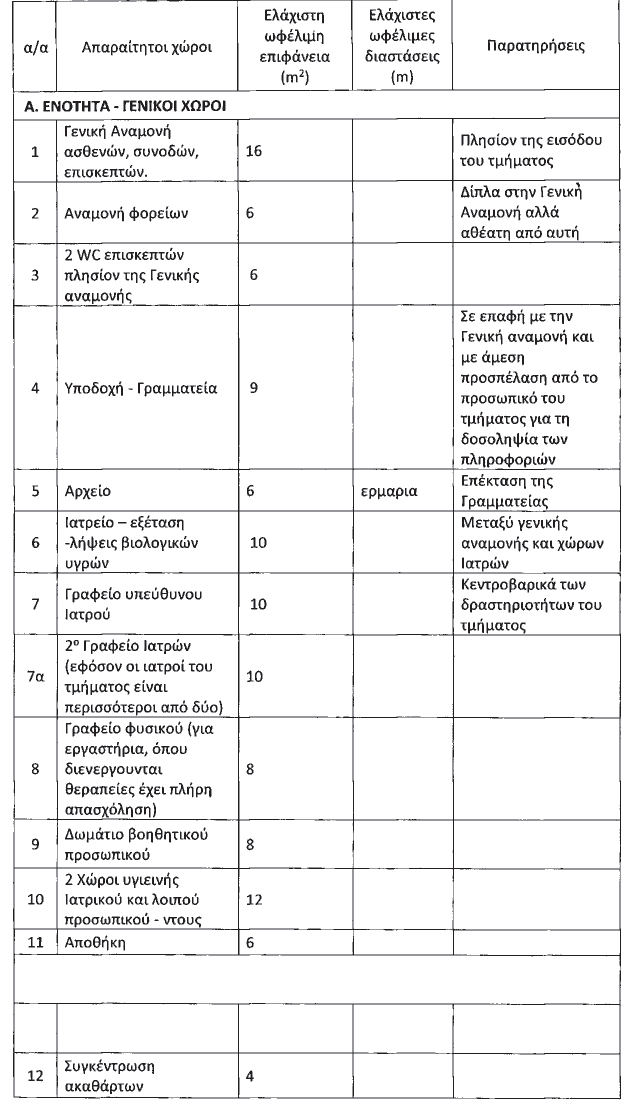 α/α
Απαραίτητοι χώροι
Ελάχιστη
ωφέλιμη
επιφάνεια
(m²)
Ελάχιστες
ωφέλιμες
διαστάσεις
(m)
Παρατηρήσεις
Α. ΕΝΟΤΗΤΑ - ΓΕΝΙΚΟΙ ΧΩΡΟΙ
1
Γενική Αναμονή
ασθενών, συνοδών,
επισκεπτών.
16
Πλησίον της εισόδου
του τμήματος
2
Αναμονή φορείων
6
Δίπλα στην Γενική
Αναμονή αλλά
αθέατη από αυτή
3
2 WC επισκεπτών
πλησίον της Γενικής
αναμονής
6
4
Υποδοχή - Γραμματεία
9
Σε επαφή με την
Γενική αναμονή και
με άμεση
προσπέλαση από το
προσωπικό του
τμήματος για τη
δοσοληψία των
πληροφοριών
5
Αρχείο
6
ερμαρια
Επέκταση της
Γραμματείας
6
Ιατρείο – εξέταση
-λήψεις βιολογικών
υγρών
10
Μεταξύ γενικής
αναμονής και χώρων
Ιατρών
7
Γραφείο υπεύθυνου
Ιατρού
10
Κεντροβαρικά των
δραστηριοτήτων του
τμήματος
7α
2ο Γραφείο Ιατρών
(εφόσον οι ιατροί του
τμήματος είναι
περισσότεροι από δύο)
10
8
Γραφείο φυσικού (για
εργαστήρια, όπου
διενεργουνται
θεραπείες έχει πλήρη
απασχόληση)
8
9
Δωμάτιο βοηθητικού
προσωπικού
8
10
2 Χώροι υγιεινής
Ιατρικού και λοιπού
προσωπικού - ντους
12
11
Αποθήκη
6
12
Συγκέντρωση
ακαθάρτων
4